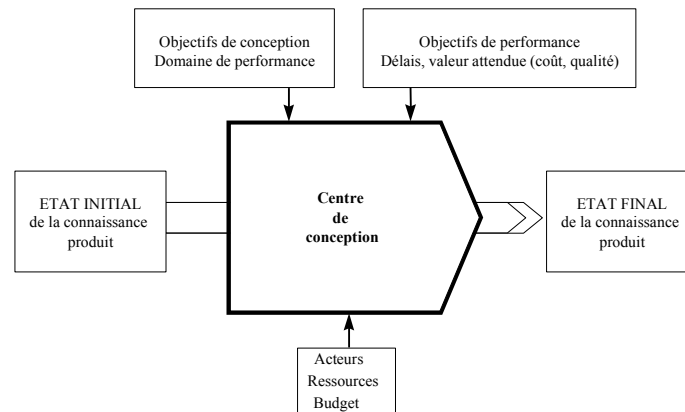 Objectifs de conception
Domaine de performance
Objectifs de performance
Délais, valeur attendue (coût, qualité)
ETAT INITIAL
de la connaissance
produit
Centre
de
conception
ETAT FINAL
de la connaissance
produit
Acteurs
Ressources
Budget